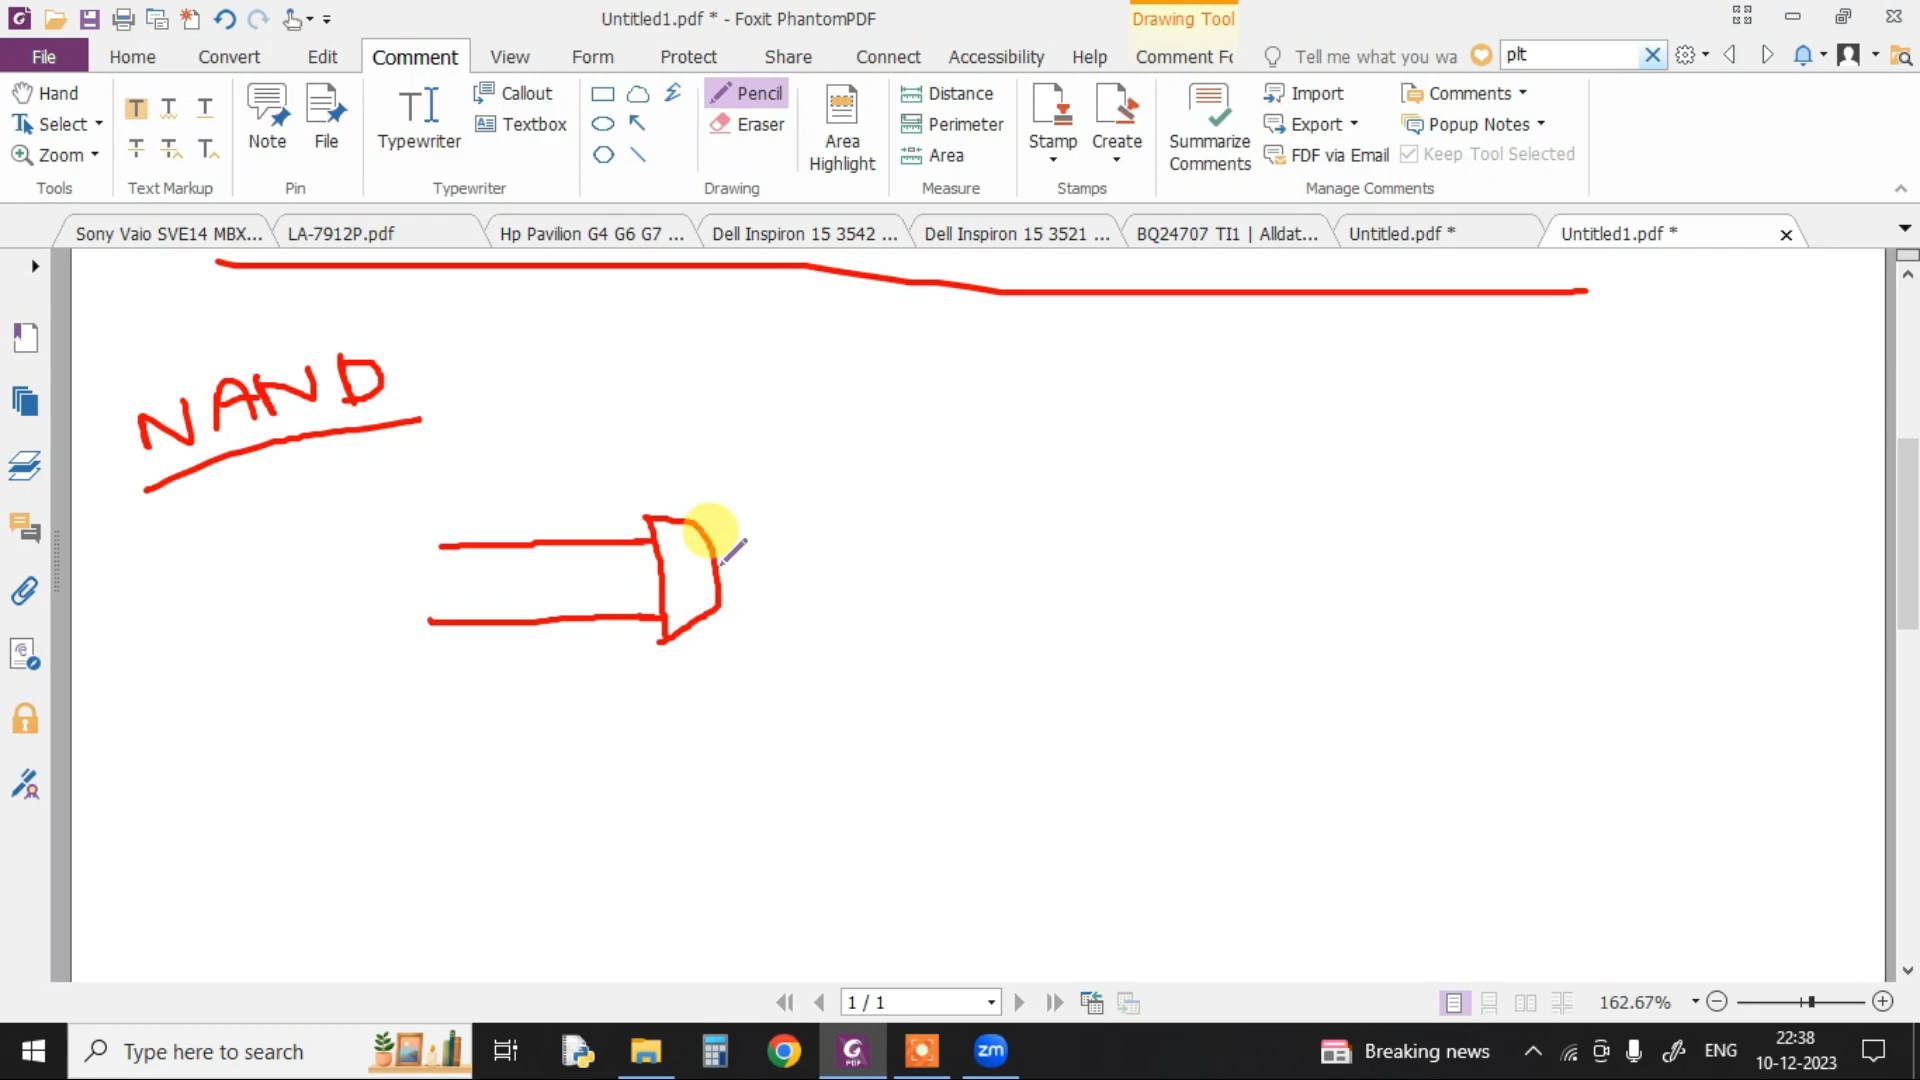 Untitled1.pdf * - Foxit PhantomPDF
Drawing Tool
File
Home
Convert
Edit
Comment
View
Form
Protect
Share
Connect
Accessibility
Help
Comment Fo
Tell me what you wa
plt
Hand
Select
Zoom
Tools
Text Markup
Note
File
Pin
Typewriter
Callout
Textbox
Typewriter
Pencil
Eraser
Drawing
Area
Highlight
Distance
Perimeter
Area
Measure
Stamp
Create
Stamps
Summarize
Comments
Import
Export
FDF via Email
Comments
Popup Notes
Keep Tool Selected
Manage Comments
Sony Vaio SVE14 MBX...
LA-7912P.pdf
Hp Pavilion G4 G6 G7 ...
Dell Inspiron 15 3542 ...
Dell Inspiron 15 3521 ...
BQ24707 TI1 | Alldat...
Untitled.pdf *
Untitled1.pdf *
NAND
1 / 1
162.67%
Type here to search
zm
Breaking news
ENG
22:38
10-12-2023